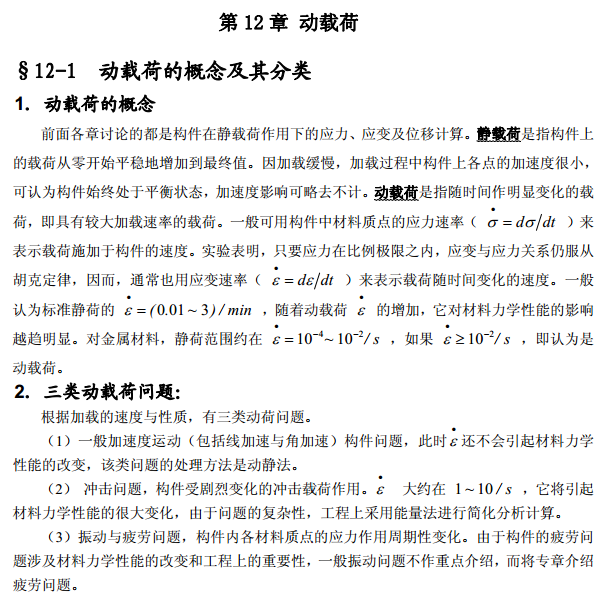 第 12 章 动载荷
§12-1 动载荷的概念及其分类
1. 动载荷的概念
前面各章讨论的都是构件在静载荷作用下的应力、应变及位移计算。静载荷是指构件上
的载荷从零开始平稳地增加到最终值。因加载缓慢，加载过程中构件上各点的加速度很小，
可认为构件始终处于平衡状态，加速度影响可略去不计。动载荷是指随时间作明显变化的载
荷，即具有较大加载速率的载荷。一般可用构件中材料质点的应力速率（ σ̇ = dσ/dt ）来
表示载荷施加于构件的速度。实验表明，只要应力在比例极限之内，应变与应力关系仍服从
胡克定律，因而，通常也用应变速率（ ε̇ = dε/dt ）来表示载荷随时间变化的速度。一般
认为标准静荷的 ε̇ = (0.01 ~ 3)/min ，随着动载荷 ε̇ 的增加，它对材料力学性能的影响
越趋明显。对金属材料，静荷范围约在 ε̇ = 10⁻⁴ ~ 10⁻²/s ，如果 ε̇ ≥ 10⁻²/s ，即认为是
动载荷。
2. 三类动载荷问题：
根据加载的速度与性质，有三类动荷问题。
（1）一般加速度运动（包括线加速与角加速）构件问题，此时 ε̇ 还不会引起材料力学
性能的改变，该类问题的处理方法是动静法。
（2） 冲击问题，构件受剧烈变化的冲击载荷作用。ε̇ 大约在 1 ~ 10/s ，它将引起
材料力学性能的很大变化，由于问题的复杂性，工程上采用能量法进行简化分析计算。
（3）振动与疲劳问题，构件内各材料质点的应力作用周期性变化。由于构件的疲劳问
题涉及材料力学性能的改变和工程上的重要性，一般振动问题不作重点介绍，而将专章介绍
疲劳问题。